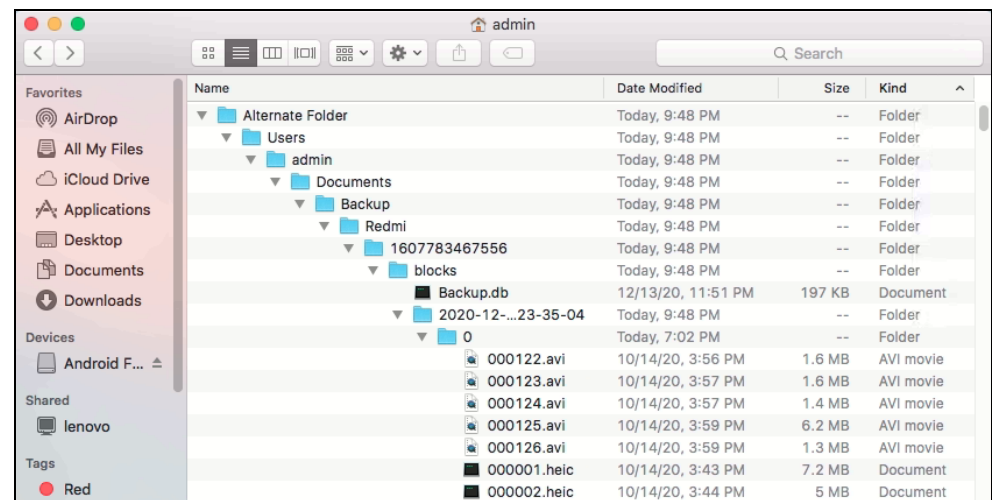 admin
Search
Favorites
AirDrop
All My Files
iCloud Drive
Applications
Desktop
Documents
Downloads
Devices
Android F...
Shared
lenovo
Tags
Red
Name Date Modified Size Kind
Alternate Folder Today, 9:48 PM -- Folder
Users Today, 9:48 PM -- Folder
admin Today, 9:48 PM -- Folder
Documents Today, 9:48 PM -- Folder
Backup Today, 9:48 PM -- Folder
Redmi Today, 9:48 PM -- Folder
1607783467556 Today, 9:48 PM -- Folder
blocks Today, 9:48 PM -- Folder
Backup.db 12/13/20, 11:51 PM 197 KB Document
2020-12-...23-35-04 Today, 9:48 PM -- Folder
0 Today, 7:02 PM -- Folder
000122.avi 10/14/20, 3:56 PM 1.6 MB AVI movie
000123.avi 10/14/20, 3:57 PM 1.6 MB AVI movie
000124.avi 10/14/20, 3:57 PM 1.4 MB AVI movie
000125.avi 10/14/20, 3:59 PM 6.2 MB AVI movie
000126.avi 10/14/20, 3:59 PM 1.3 MB AVI movie
000001.heic 10/14/20, 3:43 PM 7.2 MB Document
000002.heic 10/14/20, 3:44 PM 5 MB Document